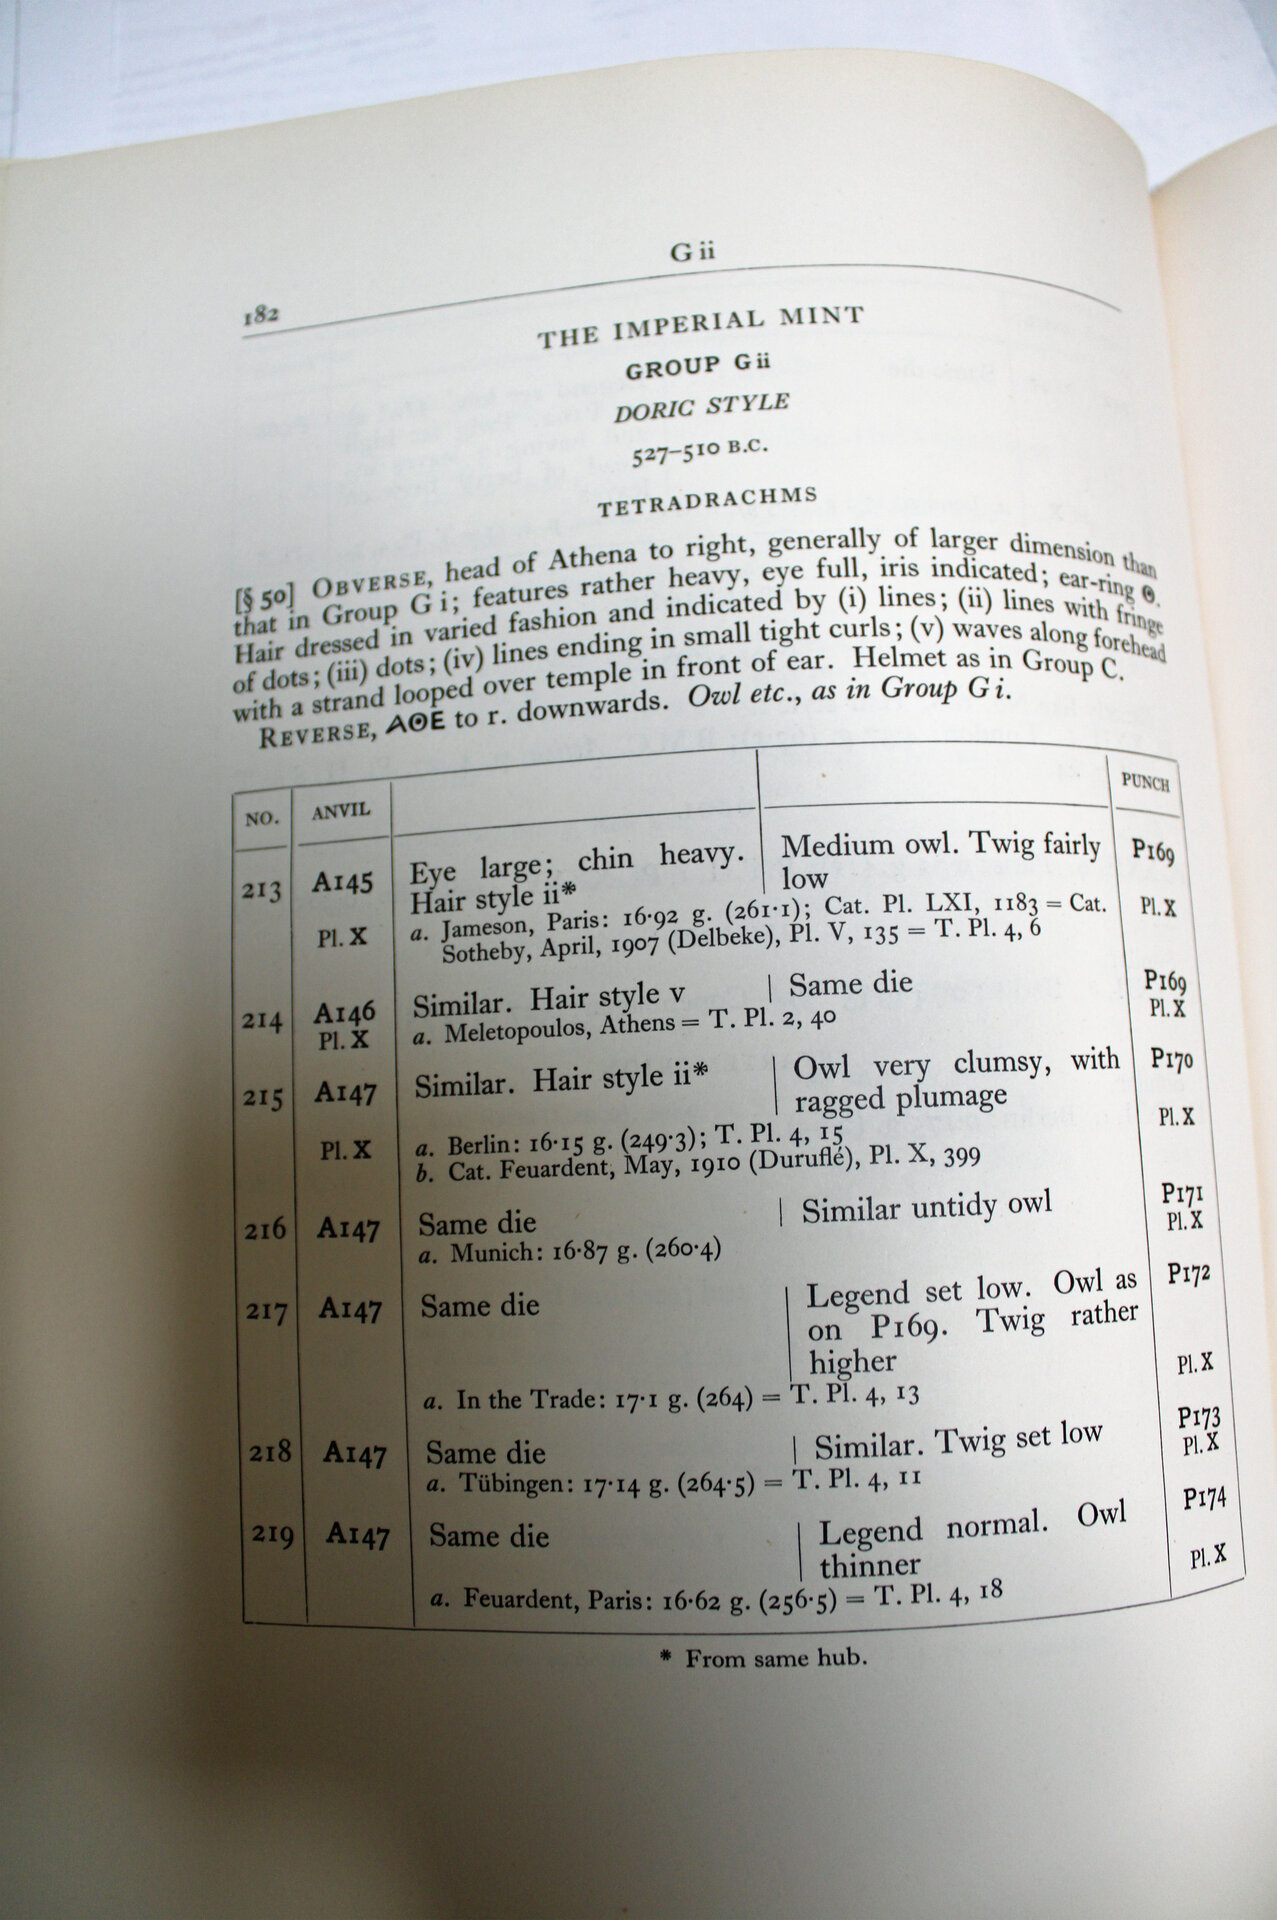 G ii
182
THE IMPERIAL MINT
GROUP G ii
DORIC STYLE
527–510 B.C.
TETRADRACHMS
[§ 50] OBVERSE, head of Athena to right, generally of larger dimension than
that in Group G i; features rather heavy, eye full, iris indicated; ear-ring ʘ.
Hair dressed in varied fashion and indicated by (i) lines; (ii) lines with fringe
of dots; (iii) dots; (iv) lines ending in small tight curls; (v) waves along forehead
with a strand looped over temple in front of ear. Helmet as in Group C.
REVERSE, ΑΘΕ to r. downwards. Owl etc., as in Group G i.
NO. ANVIL PUNCH
213 A145 Eye large; chin heavy. Medium owl. Twig fairly P169
Hair style ii* low
Pl. X a. Jameson, Paris: 16·92 g. (261·1); Cat. Pl. LXI, 1183 = Cat. Pl. X
Sotheby, April, 1907 (Delbeke), Pl. V, 135 = T. Pl. 4, 6
214 A146 Similar. Hair style v Same die P169
Pl. X a. Meletopoulos, Athens = T. Pl. 2, 40 Pl. X
215 A147 Similar. Hair style ii* Owl very clumsy, with P170
ragged plumage
Pl. X a. Berlin: 16·15 g. (249·3); T. Pl. 4, 15 Pl. X
b. Cat. Feuardent, May, 1910 (Duruflé), Pl. X, 399
216 A147 Same die Similar untidy owl P171
a. Munich: 16·87 g. (260·4) Pl. X
217 A147 Same die Legend set low. Owl as P172
on P169. Twig rather
higher Pl. X
a. In the Trade: 17·1 g. (264) = T. Pl. 4, 13
218 A147 Same die Similar. Twig set low P173
a. Tübingen: 17·14 g. (264·5) = T. Pl. 4, 11 Pl. X
219 A147 Same die Legend normal. Owl P174
thinner Pl. X
a. Feuardent, Paris: 16·62 g. (256·5) = T. Pl. 4, 18
* From same hub.